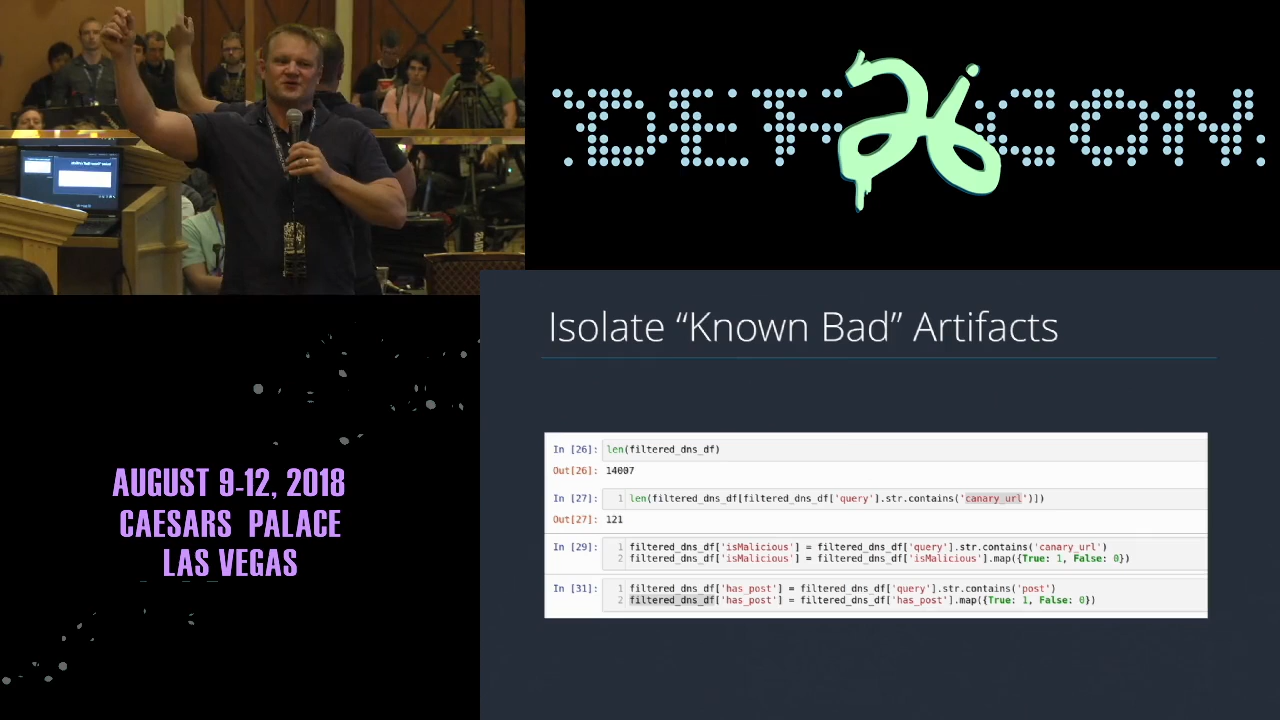 DEF 26 CON
Isolate “Known Bad” Artifacts
In [26]: len(filtered_dns_df)
Out[26]: 14007
In [27]: 1 len(filtered_dns_df[filtered_dns_df['query'].str.contains('canary_url')])
Out[27]: 121
In [29]: 1 filtered_dns_df['isMalicious'] = filtered_dns_df['query'].str.contains('canary_url')
2 filtered_dns_df['isMalicious'] = filtered_dns_df['isMalicious'].map({True: 1, False: 0})
In [31]: 1 filtered_dns_df['has_post'] = filtered_dns_df['query'].str.contains('post')
2 filtered_dns_df['has_post'] = filtered_dns_df['has_post'].map({True: 1, False: 0})
AUGUST 9-12, 2018
CAESARS PALACE
LAS VEGAS